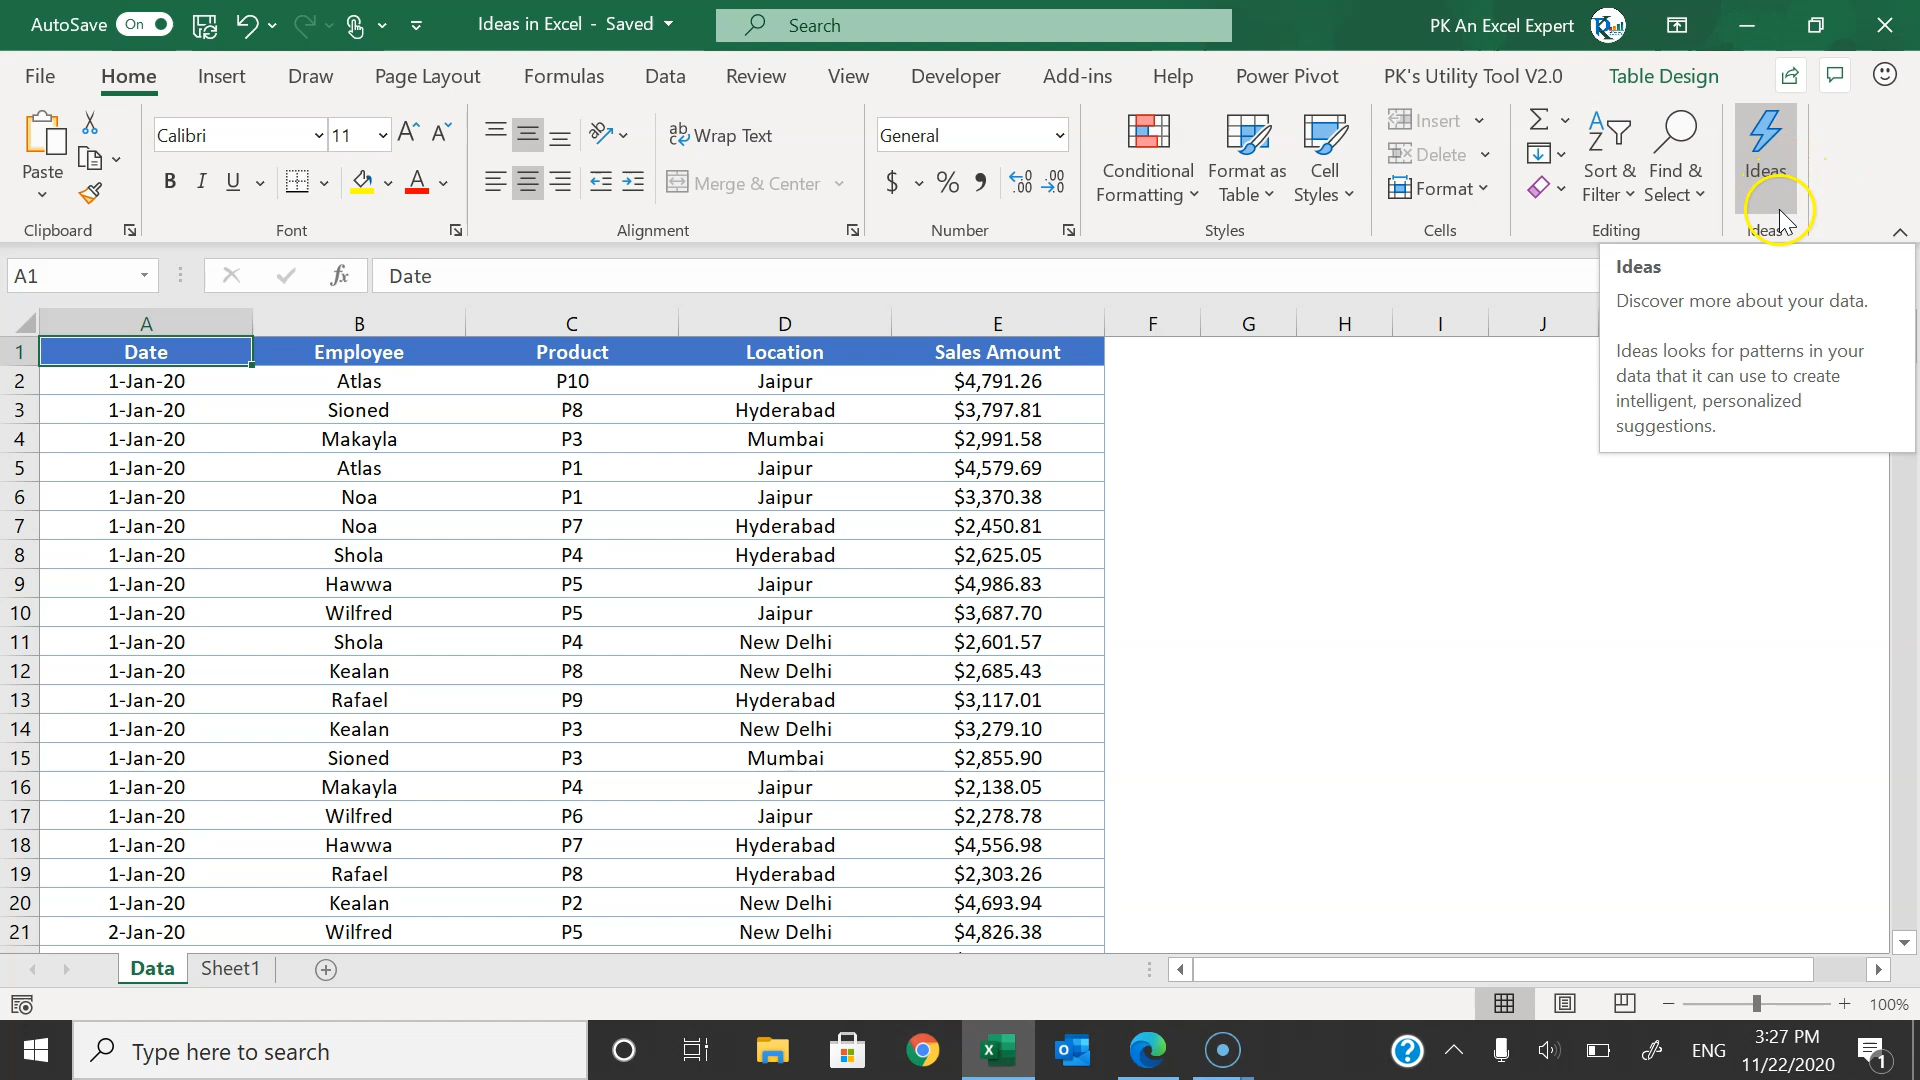 AutoSave On Ideas in Excel - Saved Search PK An Excel Expert
File Home Insert Draw Page Layout Formulas Data Review View Developer Add-ins Help Power Pivot PK's Utility Tool V2.0 Table Design
Paste
Clipboard
Calibri 11
B I U
Font
Wrap Text
Merge & Center
Alignment
General
$ % 9
Number
Conditional Formatting
Format as Table
Cell Styles
Styles
Insert
Delete
Format
Cells
Sort & Filter
Find & Select
Editing
Ideas
Ideas
A1 fx Date
Ideas
Discover more about your data.
Ideas looks for patterns in your
data that it can use to create
intelligent, personalized
suggestions.
A B C D E F G H I J
1 Date Employee Product Location Sales Amount
2 1-Jan-20 Atlas P10 Jaipur $4,791.26
3 1-Jan-20 Sioned P8 Hyderabad $3,797.81
4 1-Jan-20 Makayla P3 Mumbai $2,991.58
5 1-Jan-20 Atlas P1 Jaipur $4,579.69
6 1-Jan-20 Noa P1 Jaipur $3,370.38
7 1-Jan-20 Noa P7 Hyderabad $2,450.81
8 1-Jan-20 Shola P4 Hyderabad $2,625.05
9 1-Jan-20 Hawwa P5 Jaipur $4,986.83
10 1-Jan-20 Wilfred P5 Jaipur $3,687.70
11 1-Jan-20 Shola P4 New Delhi $2,601.57
12 1-Jan-20 Kealan P8 New Delhi $2,685.43
13 1-Jan-20 Rafael P9 Hyderabad $3,117.01
14 1-Jan-20 Kealan P3 New Delhi $3,279.10
15 1-Jan-20 Sioned P3 Mumbai $2,855.90
16 1-Jan-20 Makayla P4 Jaipur $2,138.05
17 1-Jan-20 Wilfred P6 Jaipur $2,278.78
18 1-Jan-20 Hawwa P7 Hyderabad $4,556.98
19 1-Jan-20 Rafael P8 Hyderabad $2,303.26
20 1-Jan-20 Kealan P2 New Delhi $4,693.94
21 2-Jan-20 Wilfred P5 New Delhi $4,826.38
Data Sheet1
100%
Type here to search ENG 3:27 PM
11/22/2020 1